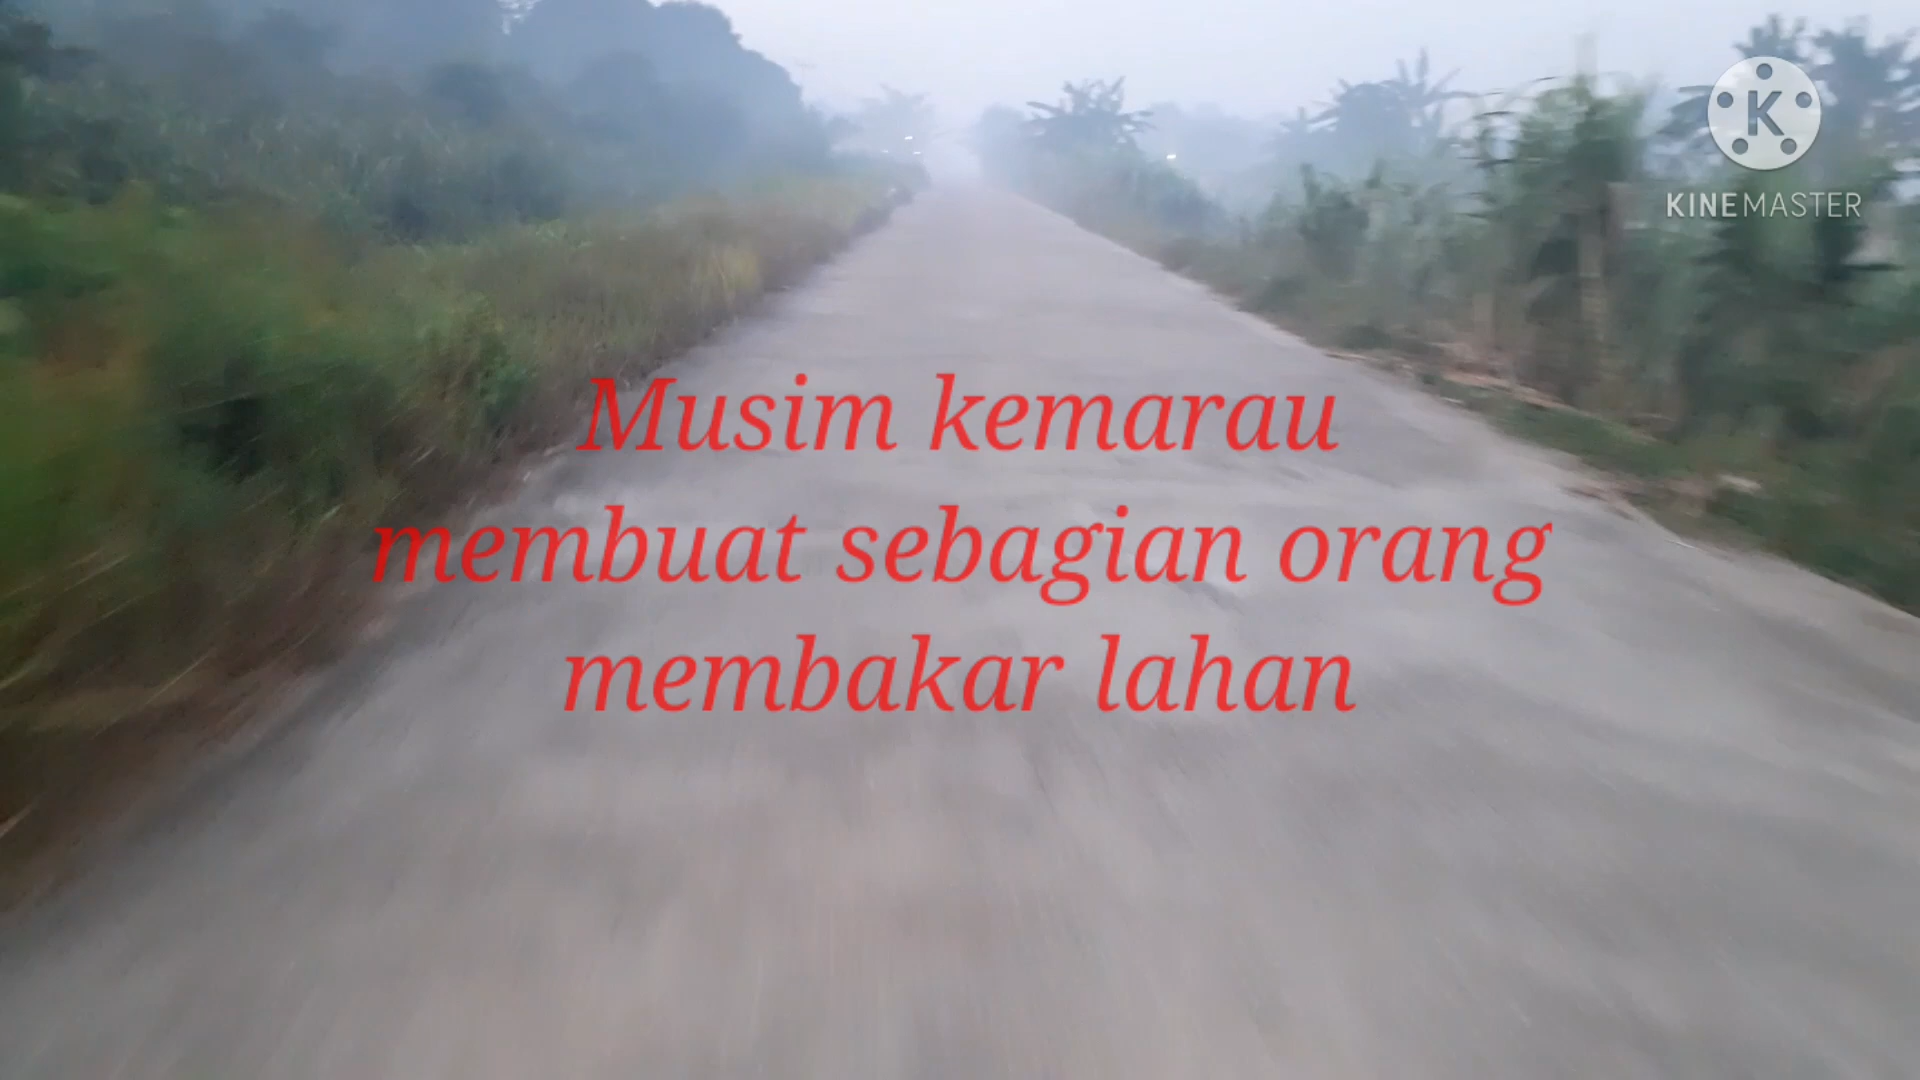 K
KINEMASTER
Musim kemarau
membuat sebagian orang
membakar lahan